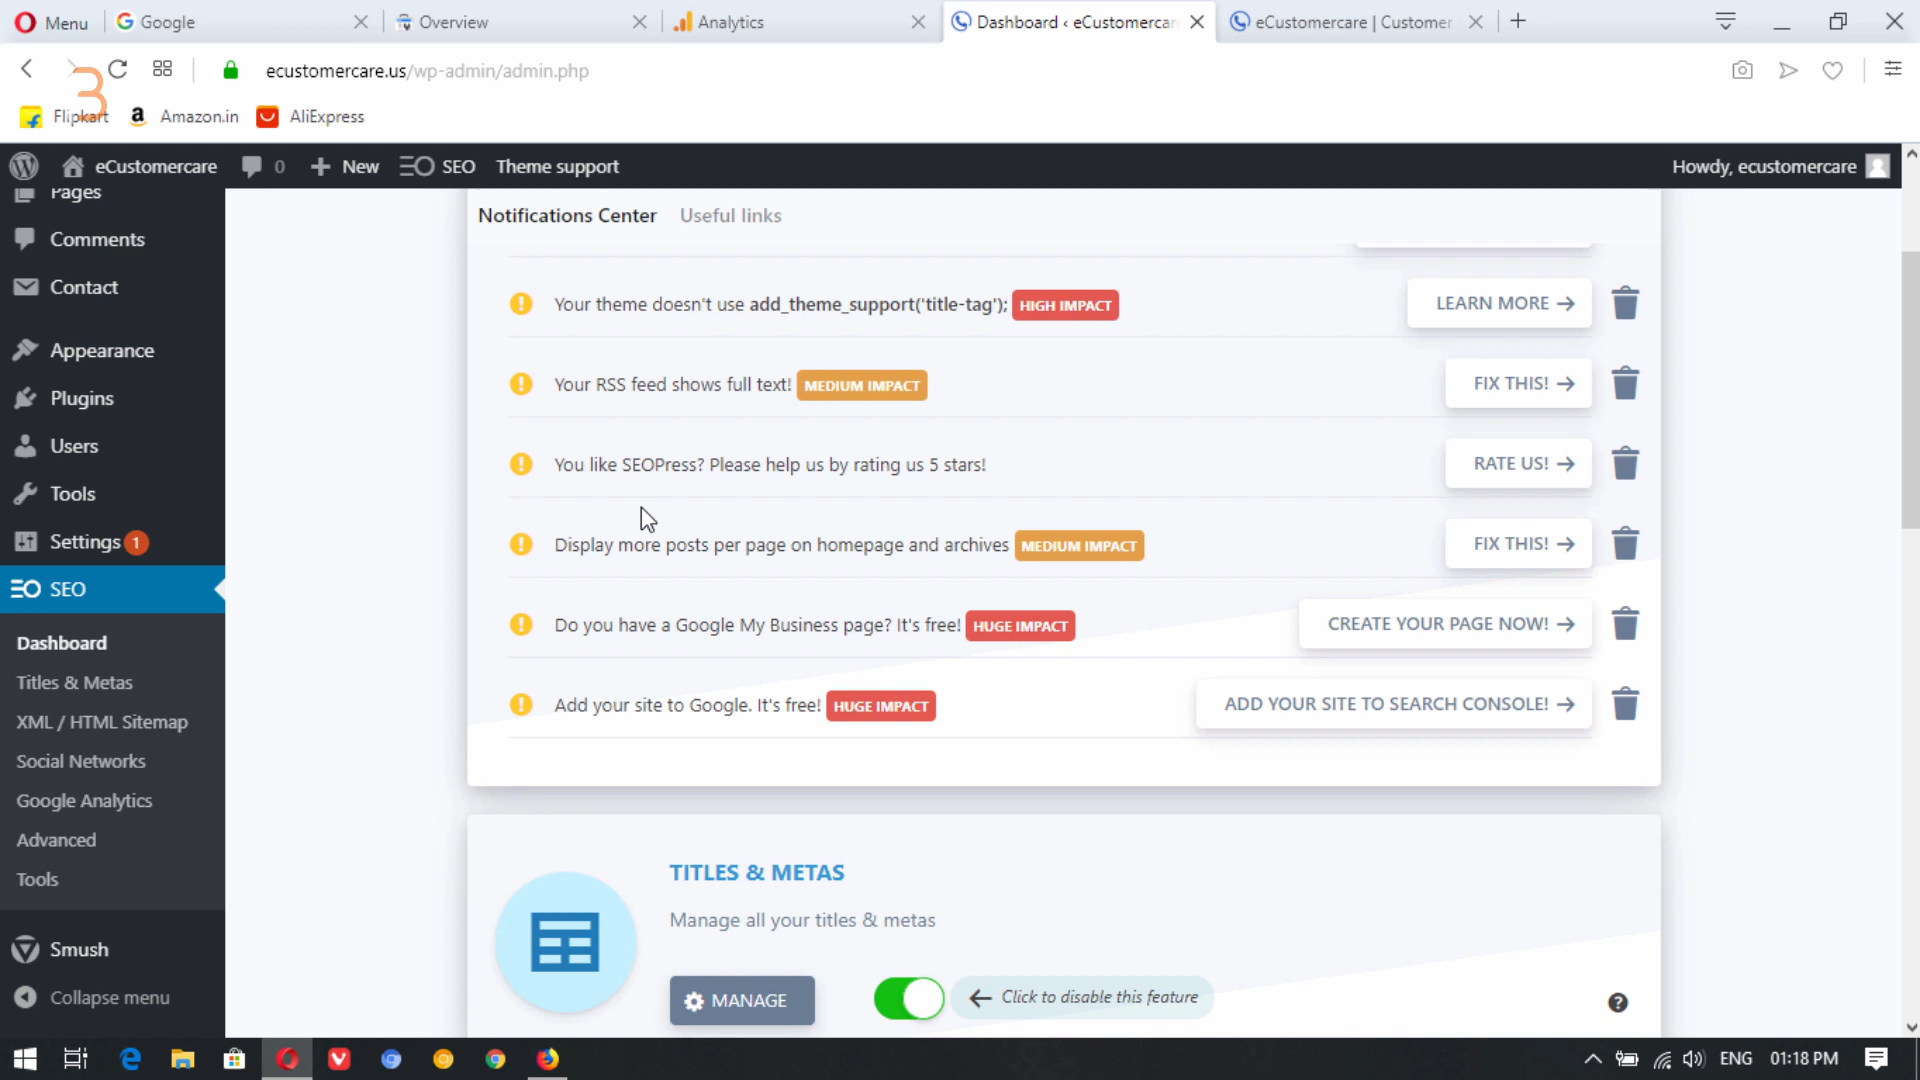 Menu
Google
Overview
Analytics
Dashboard ‹ eCustomercar
eCustomercare | Customer
ecustomercare.us/wp-admin/admin.php
3
Flipkart
Amazon.in
AliExpress
eCustomercare
0
New
SEO
Theme support
Howdy, ecustomercare
Pages
Comments
Contact
Appearance
Plugins
Users
Tools
Settings 1
SEO
Dashboard
Titles & Metas
XML / HTML Sitemap
Social Networks
Google Analytics
Advanced
Tools
Smush
Collapse menu
Notifications Center
Useful links
Your theme doesn't use add_theme_support('title-tag'); HIGH IMPACT
LEARN MORE →
Your RSS feed shows full text! MEDIUM IMPACT
FIX THIS! →
You like SEOPress? Please help us by rating us 5 stars!
RATE US! →
Display more posts per page on homepage and archives MEDIUM IMPACT
FIX THIS! →
Do you have a Google My Business page? It's free! HUGE IMPACT
CREATE YOUR PAGE NOW! →
Add your site to Google. It's free! HUGE IMPACT
ADD YOUR SITE TO SEARCH CONSOLE! →
TITLES & METAS
Manage all your titles & metas
MANAGE
← Click to disable this feature
ENG
01:18 PM